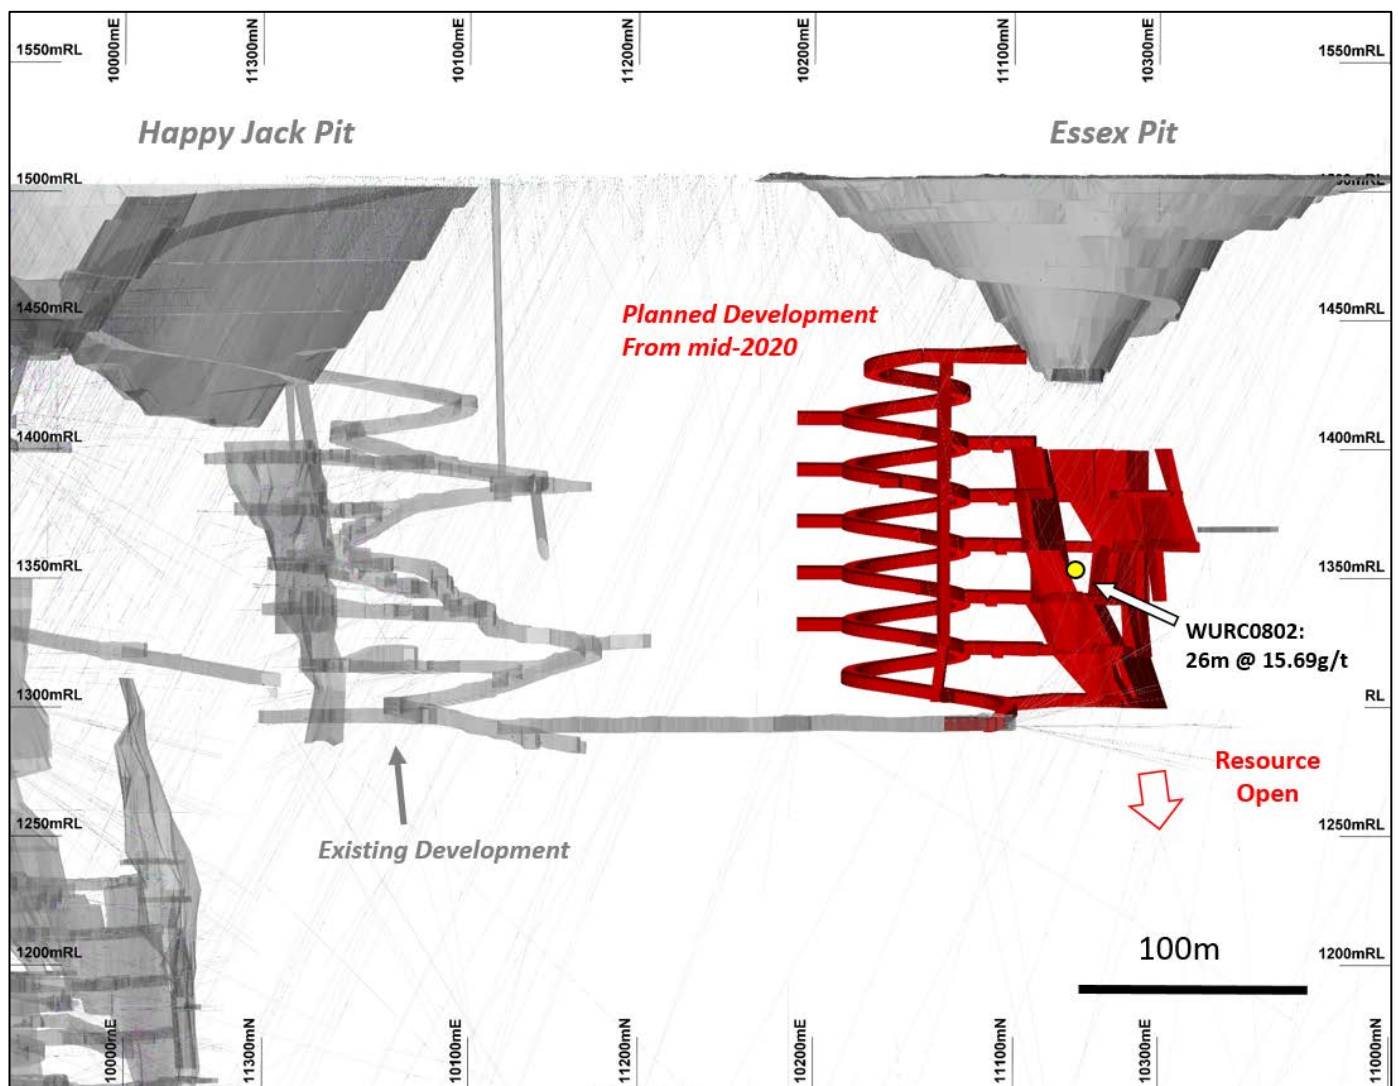 10000mE
11300mN
10100mE
11200mN
10200mE
11100mN
10300mE
1550mRL
1550mRL
Happy Jack Pit
Essex Pit
1500mRL
1500mRL
1450mRL
1450mRL
Planned Development
From mid-2020
1400mRL
1400mRL
1350mRL
1350mRL
WURC0802:
26m @ 15.69g/t
1300mRL
RL
Resource
Open
1250mRL
1250mRL
Existing Development
1200mRL
1200mRL
100m
10000mE
11300mN
10100mE
11200mN
10200mE
11100mN
10300mE
11000mN